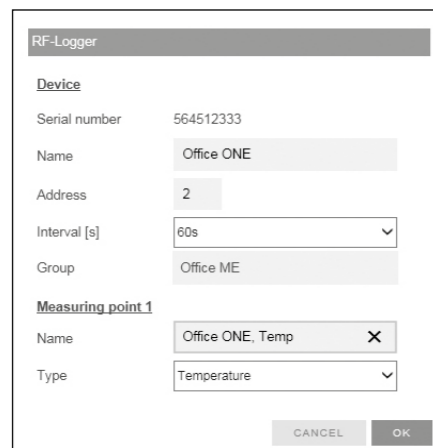 RF-Logger
Device
Serial number 564512333
Name Office ONE
Address 2
Interval [s] 60s
Group Office ME
Measuring point 1
Name Office ONE, Temp
Type Temperature
CANCEL OK